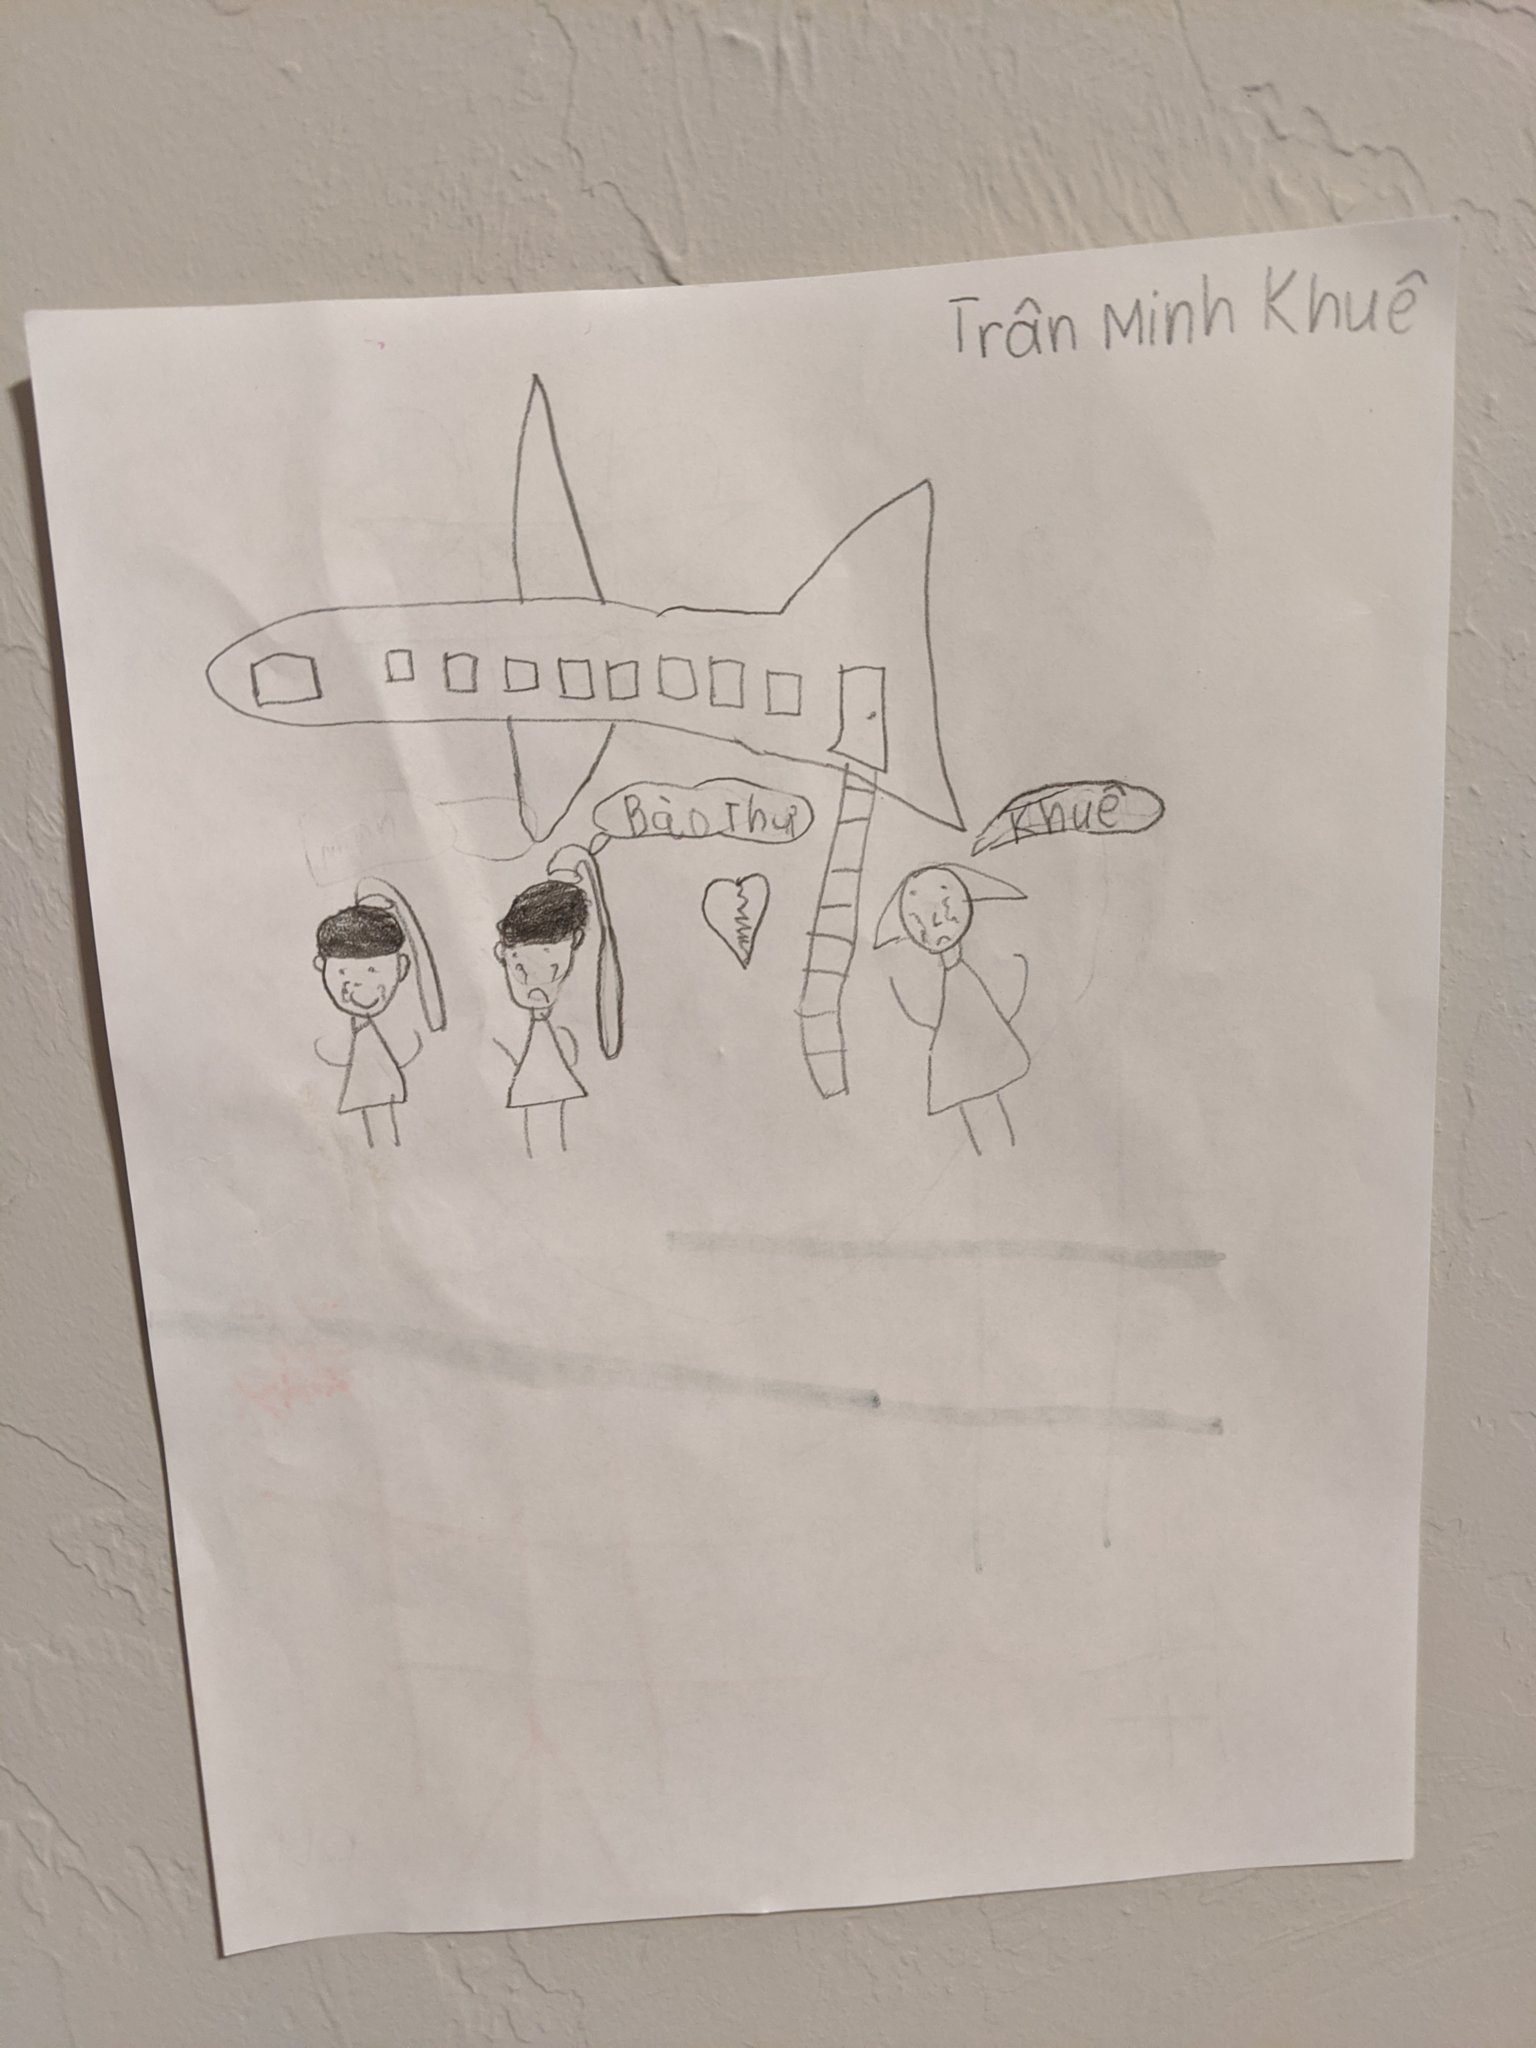 Trân Minh Khuê
Bảo Thư
Khuê